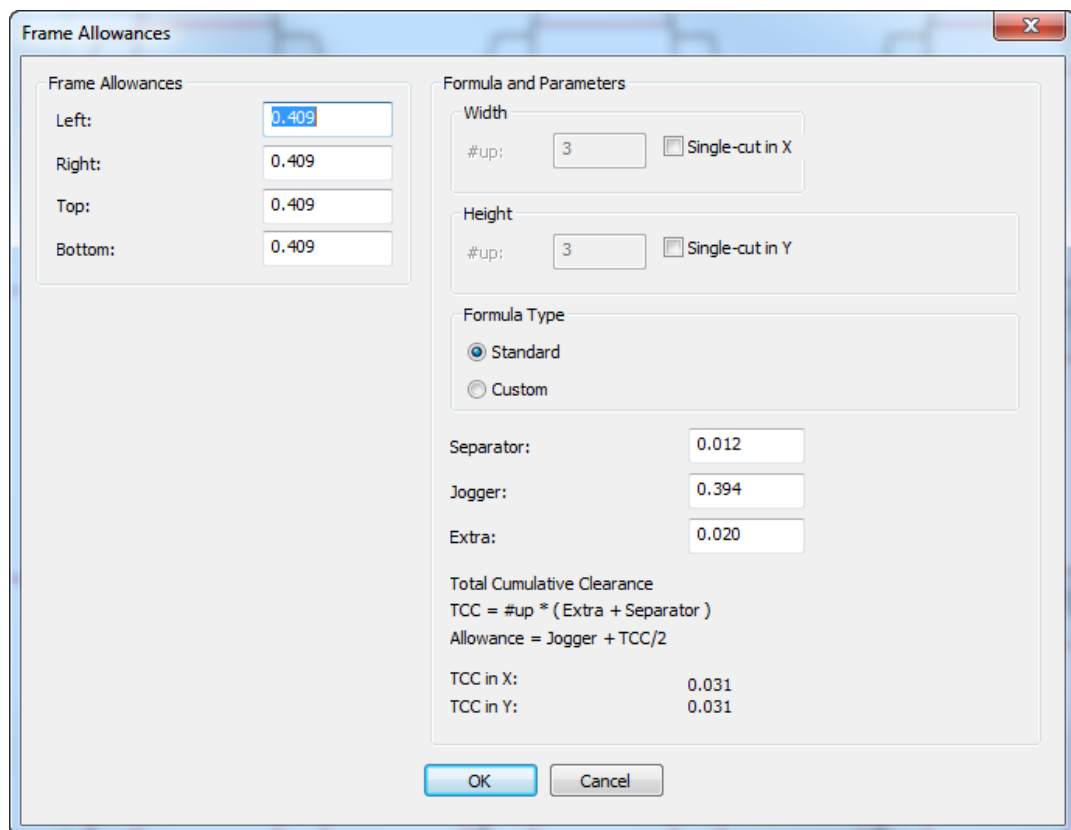 Frame Allowances
Frame Allowances
Left: 0.409
Right: 0.409
Top: 0.409
Bottom: 0.409
Formula and Parameters
Width
#up: 3 Single-cut in X
Height
#up: 3 Single-cut in Y
Formula Type
Standard
Custom
Separator: 0.012
Jogger: 0.394
Extra: 0.020
Total Cumulative Clearance
TCC = #up * ( Extra + Separator )
Allowance = Jogger + TCC/2
TCC in X: 0.031
TCC in Y: 0.031
OK Cancel